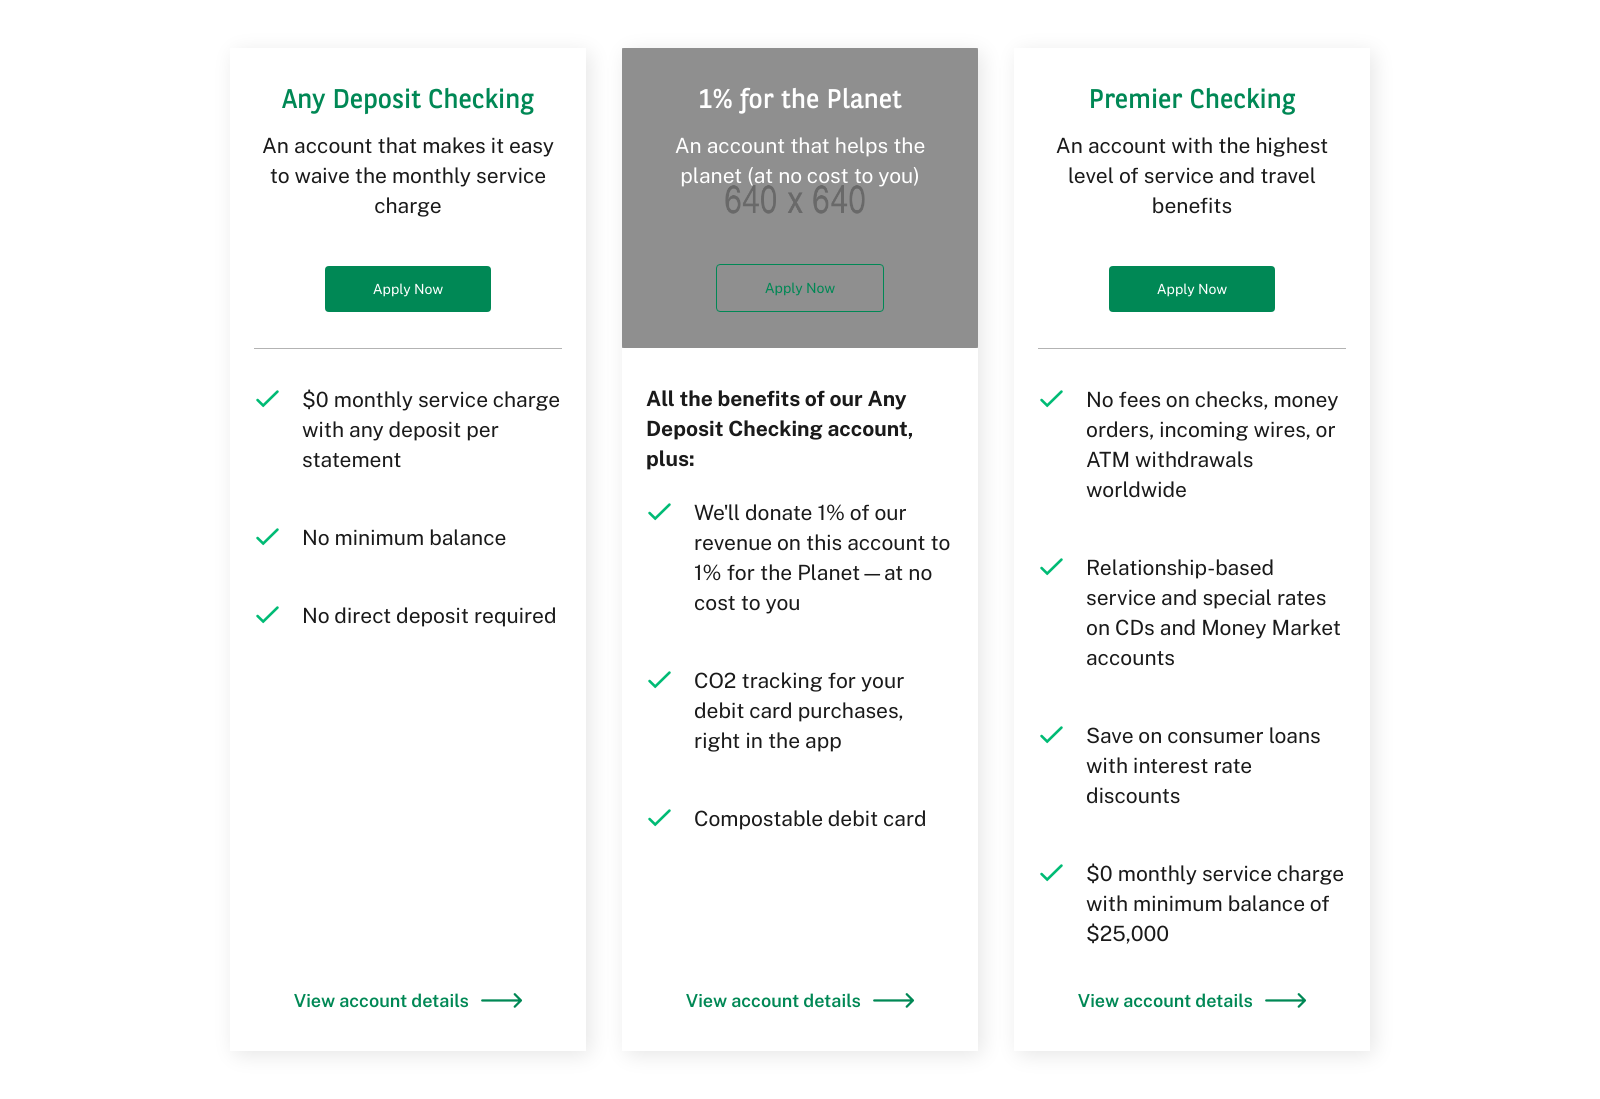 Any Deposit Checking
An account that makes it easy
to waive the monthly service
charge
Apply Now
$0 monthly service charge
with any deposit per
statement
No minimum balance
No direct deposit required
View account details
1% for the Planet
An account that helps the
planet (at no cost to you)
640 x 640
Apply Now
All the benefits of our Any
Deposit Checking account,
plus:
We'll donate 1% of our
revenue on this account to
1% for the Planet—at no
cost to you
CO2 tracking for your
debit card purchases,
right in the app
Compostable debit card
View account details
Premier Checking
An account with the highest
level of service and travel
benefits
Apply Now
No fees on checks, money
orders, incoming wires, or
ATM withdrawals
worldwide
Relationship-based
service and special rates
on CDs and Money Market
accounts
Save on consumer loans
with interest rate
discounts
$0 monthly service charge
with minimum balance of
$25,000
View account details